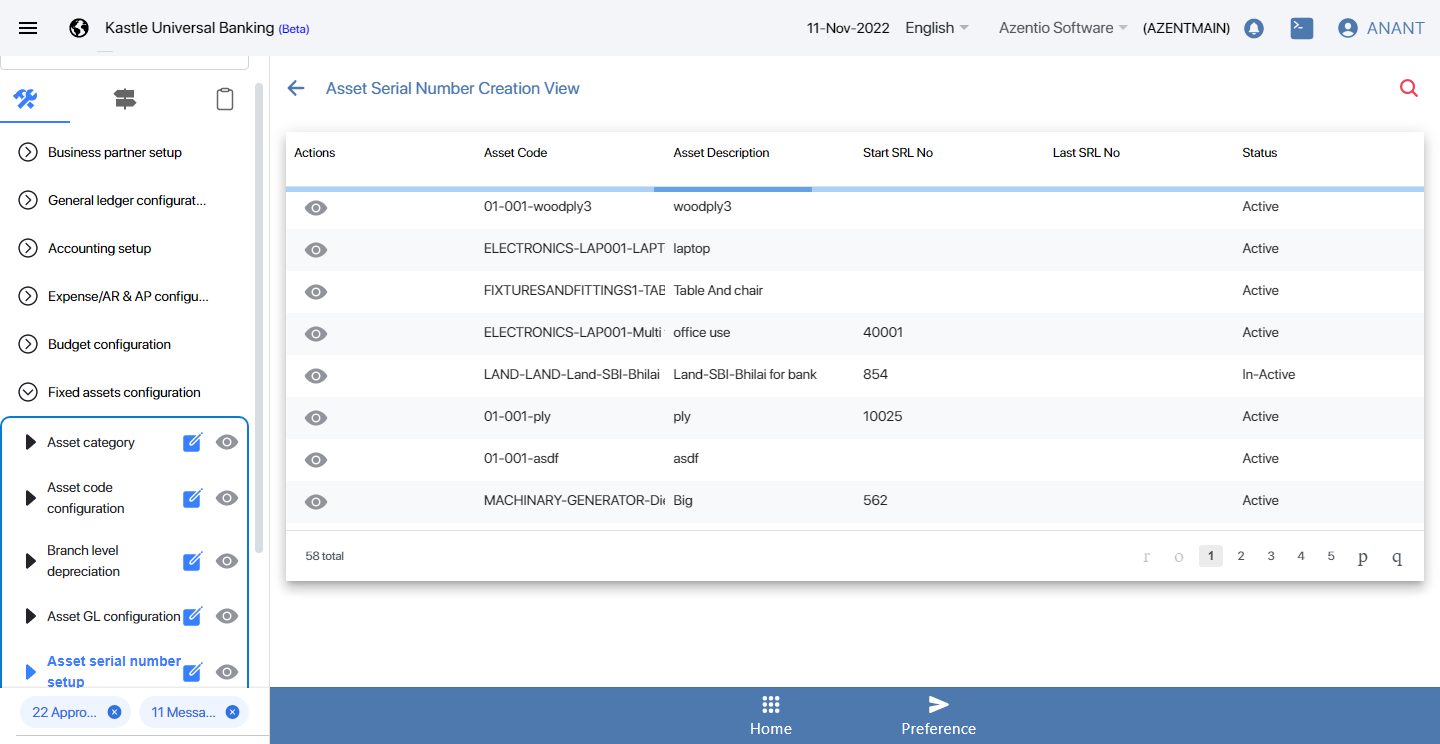 Kastle Universal Banking (Beta)
11-Nov-2022 English Azentio Software (AZENTMAIN) ANANT
Asset Serial Number Creation View
Business partner setup
General ledger configurat...
Accounting setup
Expense/AR & AP configu...
Budget configuration
Fixed assets configuration
Asset category
Asset code
configuration
Branch level
depreciation
Asset GL configuration
Asset serial number
setup
22 Appro...
11 Messa...
Actions Asset Code Asset Description Start SRL No Last SRL No Status
01-001-woodply3 woodply3 Active
ELECTRONICS-LAP001-LAPT laptop Active
FIXTURESANDFITTINGS1-TAB Table And chair Active
ELECTRONICS-LAP001-Multi office use 40001 Active
LAND-LAND-Land-SBI-Bhilai Land-SBI-Bhilai for bank 854 In-Active
01-001-ply ply 10025 Active
01-001-asdf asdf Active
MACHINARY-GENERATOR-Die Big 562 Active
58 total
r o 1 2 3 4 5 p q
Home
Preference